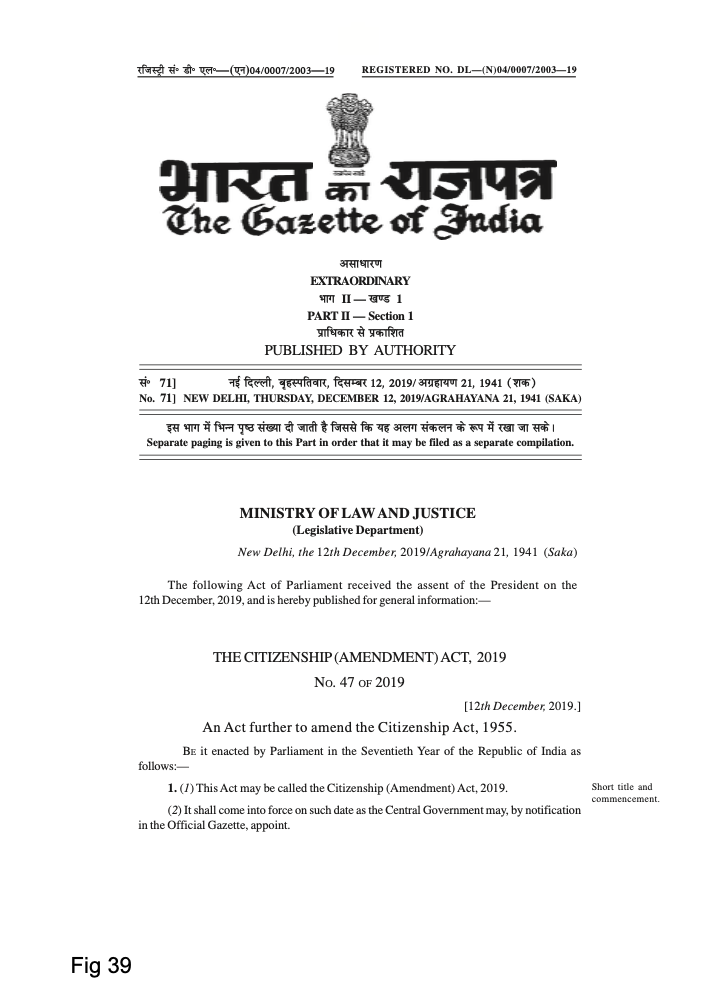 रजिस्ट्री सं॰ डी॰ एल॰—(एन)04/0007/2003—19 REGISTERED NO. DL—(N)04/0007/2003—19
भारत का राजपत्र
The Gazette of India
असाधारण
EXTRAORDINARY
भाग II — खण्ड 1
PART II — Section 1
प्राधिकार से प्रकाशित
PUBLISHED BY AUTHORITY
सं॰ 71] नई दिल्ली, बृहस्पतिवार, दिसम्बर 12, 2019/ अग्रहायण 21, 1941 (शक)
No. 71] NEW DELHI, THURSDAY, DECEMBER 12, 2019/AGRAHAYANA 21, 1941 (SAKA)
इस भाग में भिन्न पृष्ठ संख्या दी जाती है जिससे कि यह अलग संकलन के रूप में रखा जा सके।
Separate paging is given to this Part in order that it may be filed as a separate compilation.
MINISTRY OF LAW AND JUSTICE
(Legislative Department)
New Delhi, the 12th December, 2019/Agrahayana 21, 1941 (Saka)
The following Act of Parliament received the assent of the President on the
12th December, 2019, and is hereby published for general information:—
THE CITIZENSHIP (AMENDMENT) ACT, 2019
NO. 47 OF 2019
[12th December, 2019.]
An Act further to amend the Citizenship Act, 1955.
BE it enacted by Parliament in the Seventieth Year of the Republic of India as
follows:—
1. (1) This Act may be called the Citizenship (Amendment) Act, 2019.
Short title and
commencement.
(2) It shall come into force on such date as the Central Government may, by notification
in the Official Gazette, appoint.
Fig 39